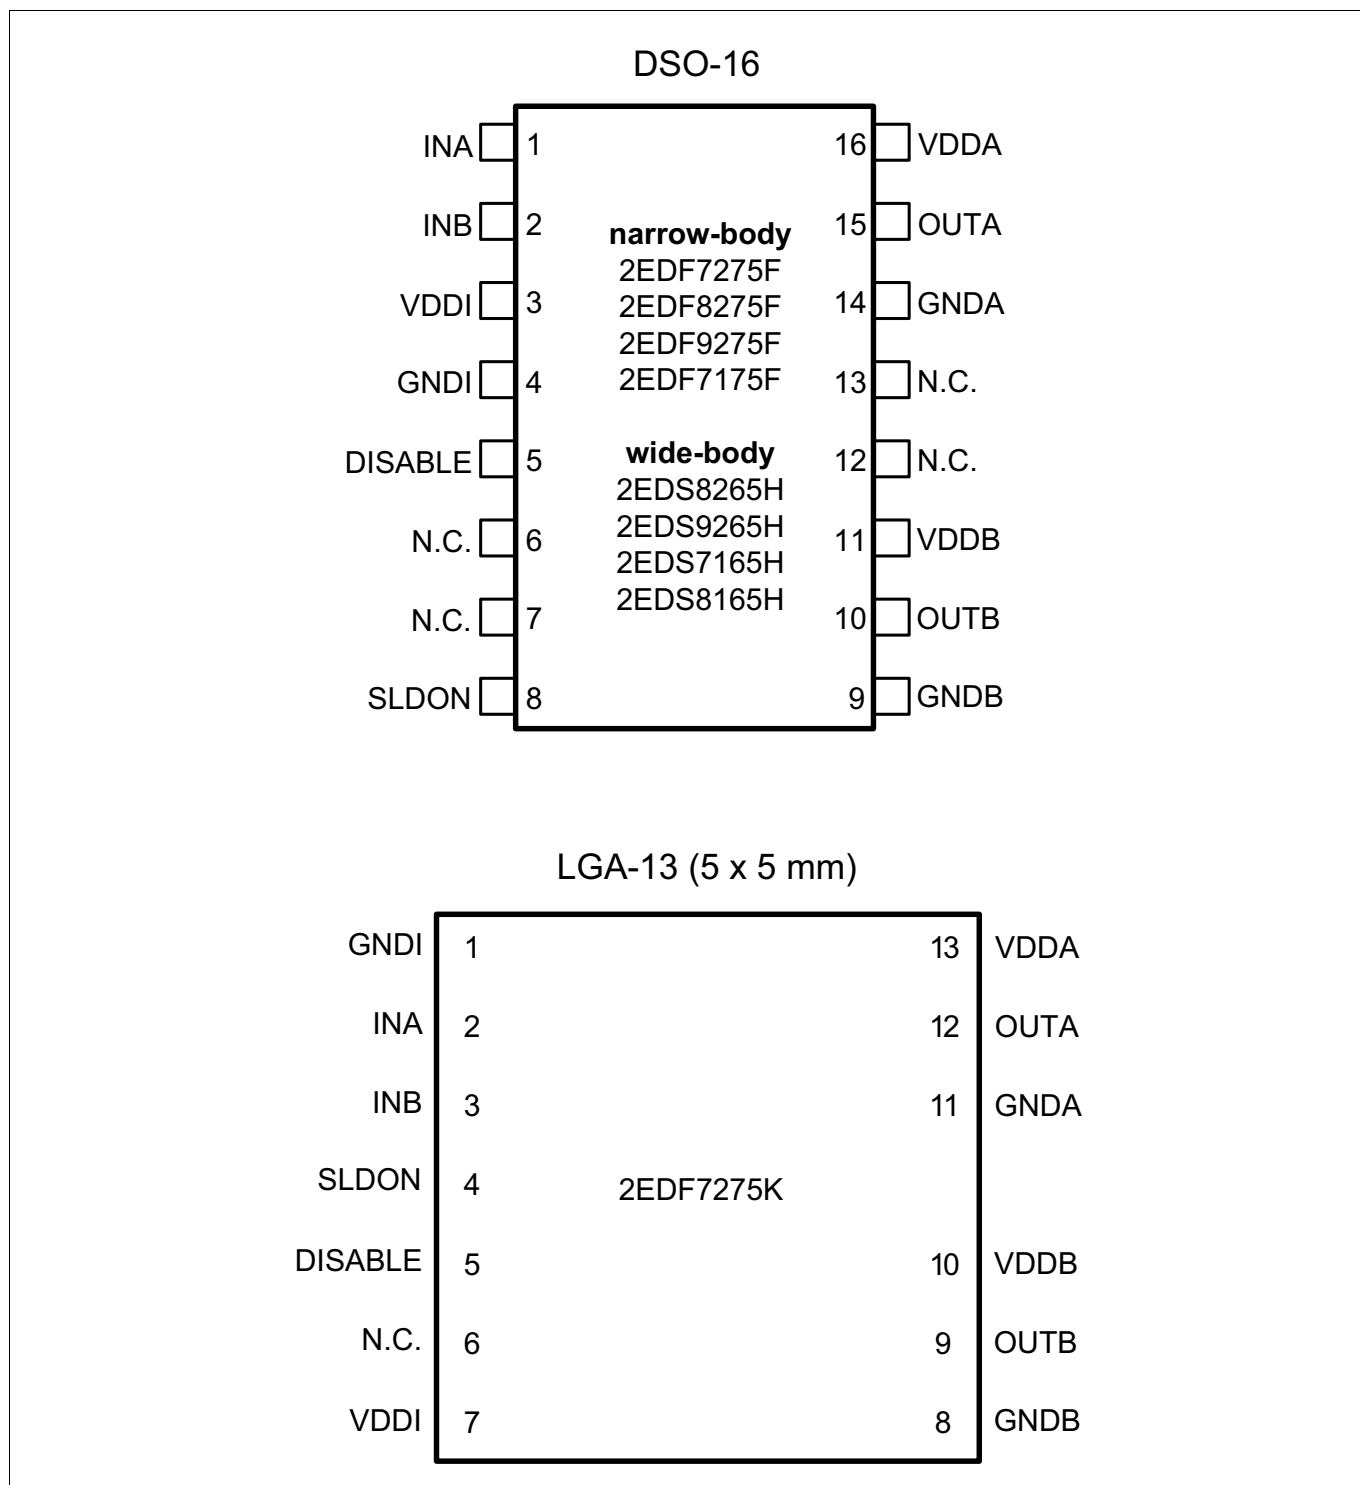 DSO-16
INA 1 16 VDDA
INB 2 15 OUTA
narrow-body
2EDF7275F
VDDI 3 14 GNDA
2EDF8275F
2EDF9275F
GNDI 4 2EDF7175F 13 N.C.
DISABLE 5 wide-body 12 N.C.
2EDS8265H
2EDS9265H
N.C. 6 11 VDDB
2EDS7165H
2EDS8165H
N.C. 7 10 OUTB
SLDON 8 9 GNDB
LGA-13 (5 x 5 mm)
GNDI 1 13 VDDA
INA 2 12 OUTA
INB 3 11 GNDA
SLDON 4 2EDF7275K
DISABLE 5 10 VDDB
N.C. 6 9 OUTB
VDDI 7 8 GNDB